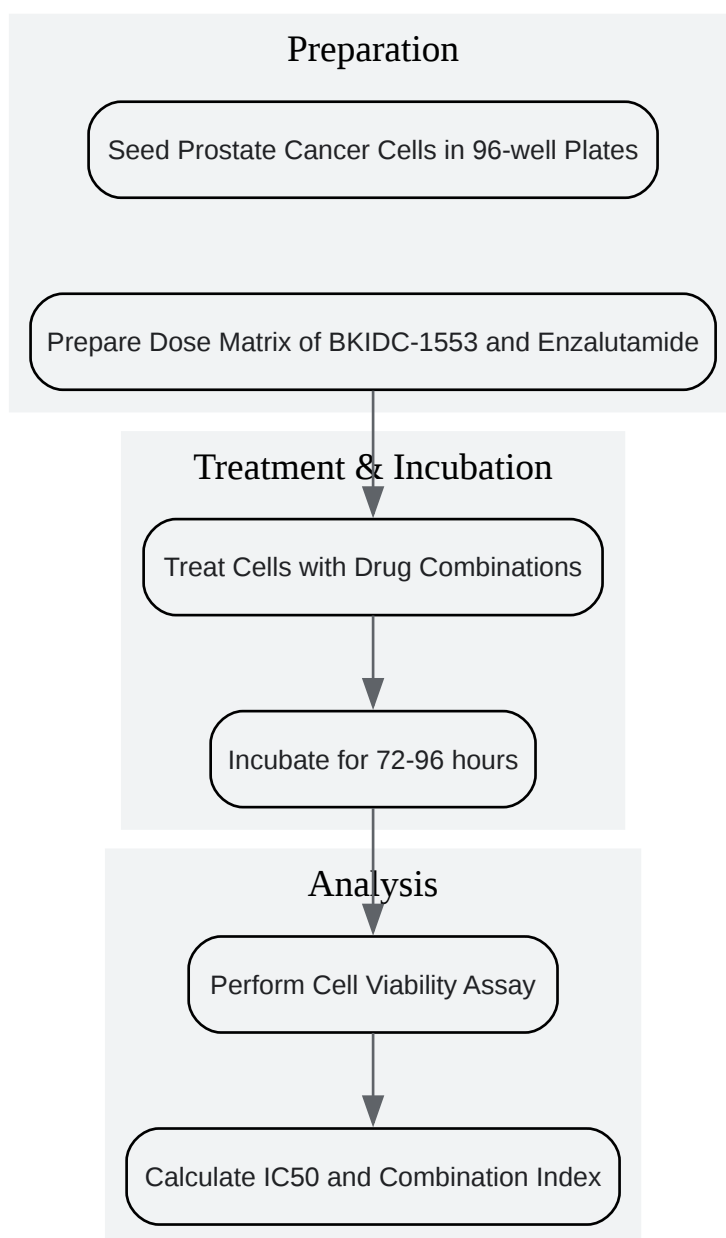 Preparation
Seed Prostate Cancer Cells in 96-well Plates
Prepare Dose Matrix of BKIDC-1553 and Enzalutamide
Treatment & Incubation
Treat Cells with Drug Combinations
Incubate for 72-96 hours
Analysis
Perform Cell Viability Assay
Calculate IC50 and Combination Index